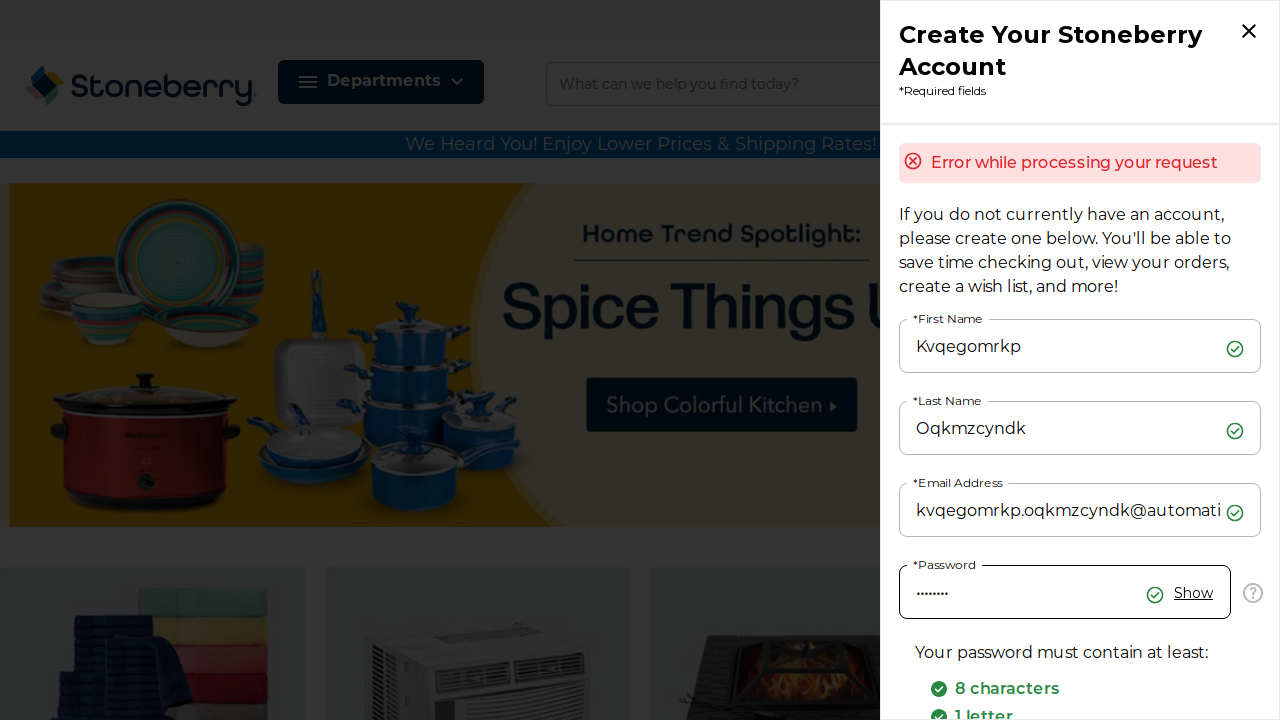 Create Your Stoneberry
Account
*Required fields
Stoneberry
Departments
What can we help you find today?
We Heard You! Enjoy Lower Prices & Shipping Rates!
Error while processing your request
If you do not currently have an account,
please create one below. You'll be able to
save time checking out, view your orders,
create a wish list, and more!
*First Name
Kvqegomrkp
*Last Name
Oqkmzcyndk
*Email Address
kvqegomrkp.oqkmzcyndk@automati
*Password
••••••••
Show
Your password must contain at least:
8 characters
1 letter
Home Trend Spotlight:
Spice Things U
Shop Colorful Kitchen